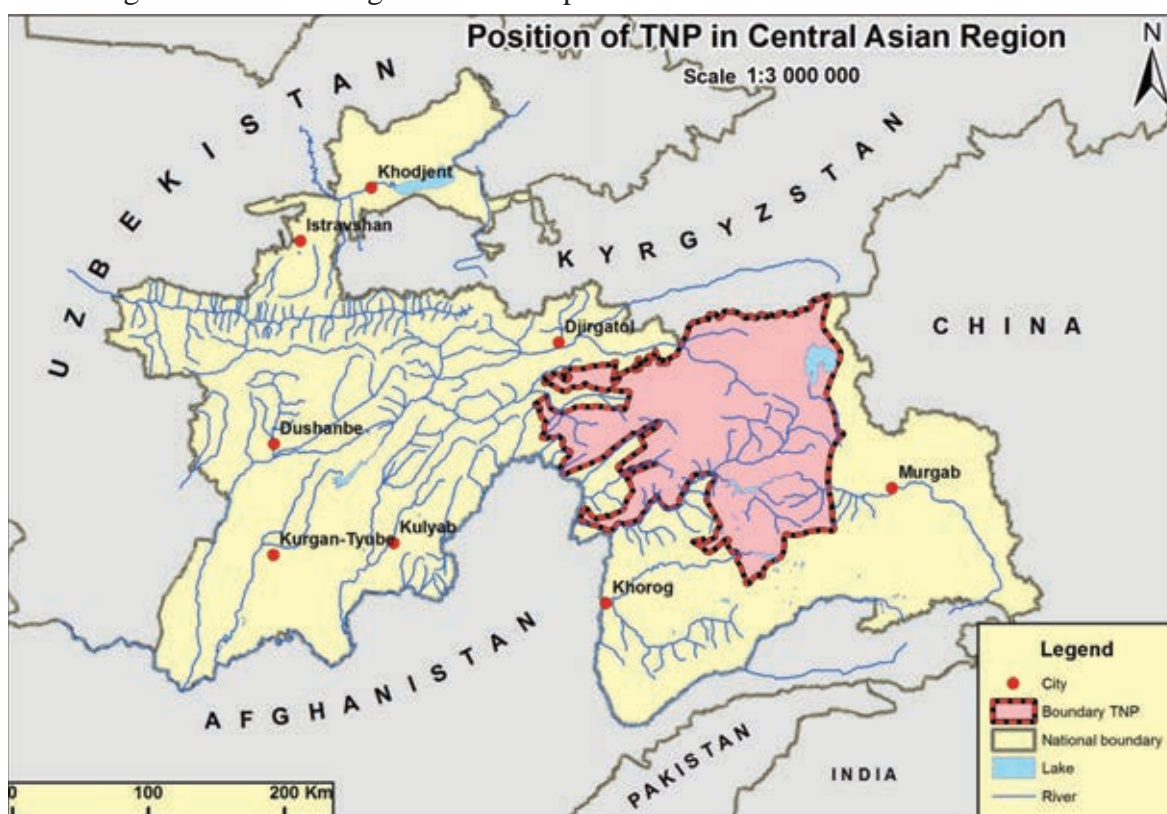 Position of TNP in Central Asian Region
Scale 1:3 000 000
N
UZBEKISTAN
KYRGYZSTAN
CHINA
Khodjent
Istravshan
Djirgatol
Dushanbe
Murgab
Kurgan-Tyube
Kulyab
Khorog
AFGHANISTAN
PAKISTAN
INDIA
Legend
City
Boundary TNP
National boundary
Lake
River
0 100 200 Km